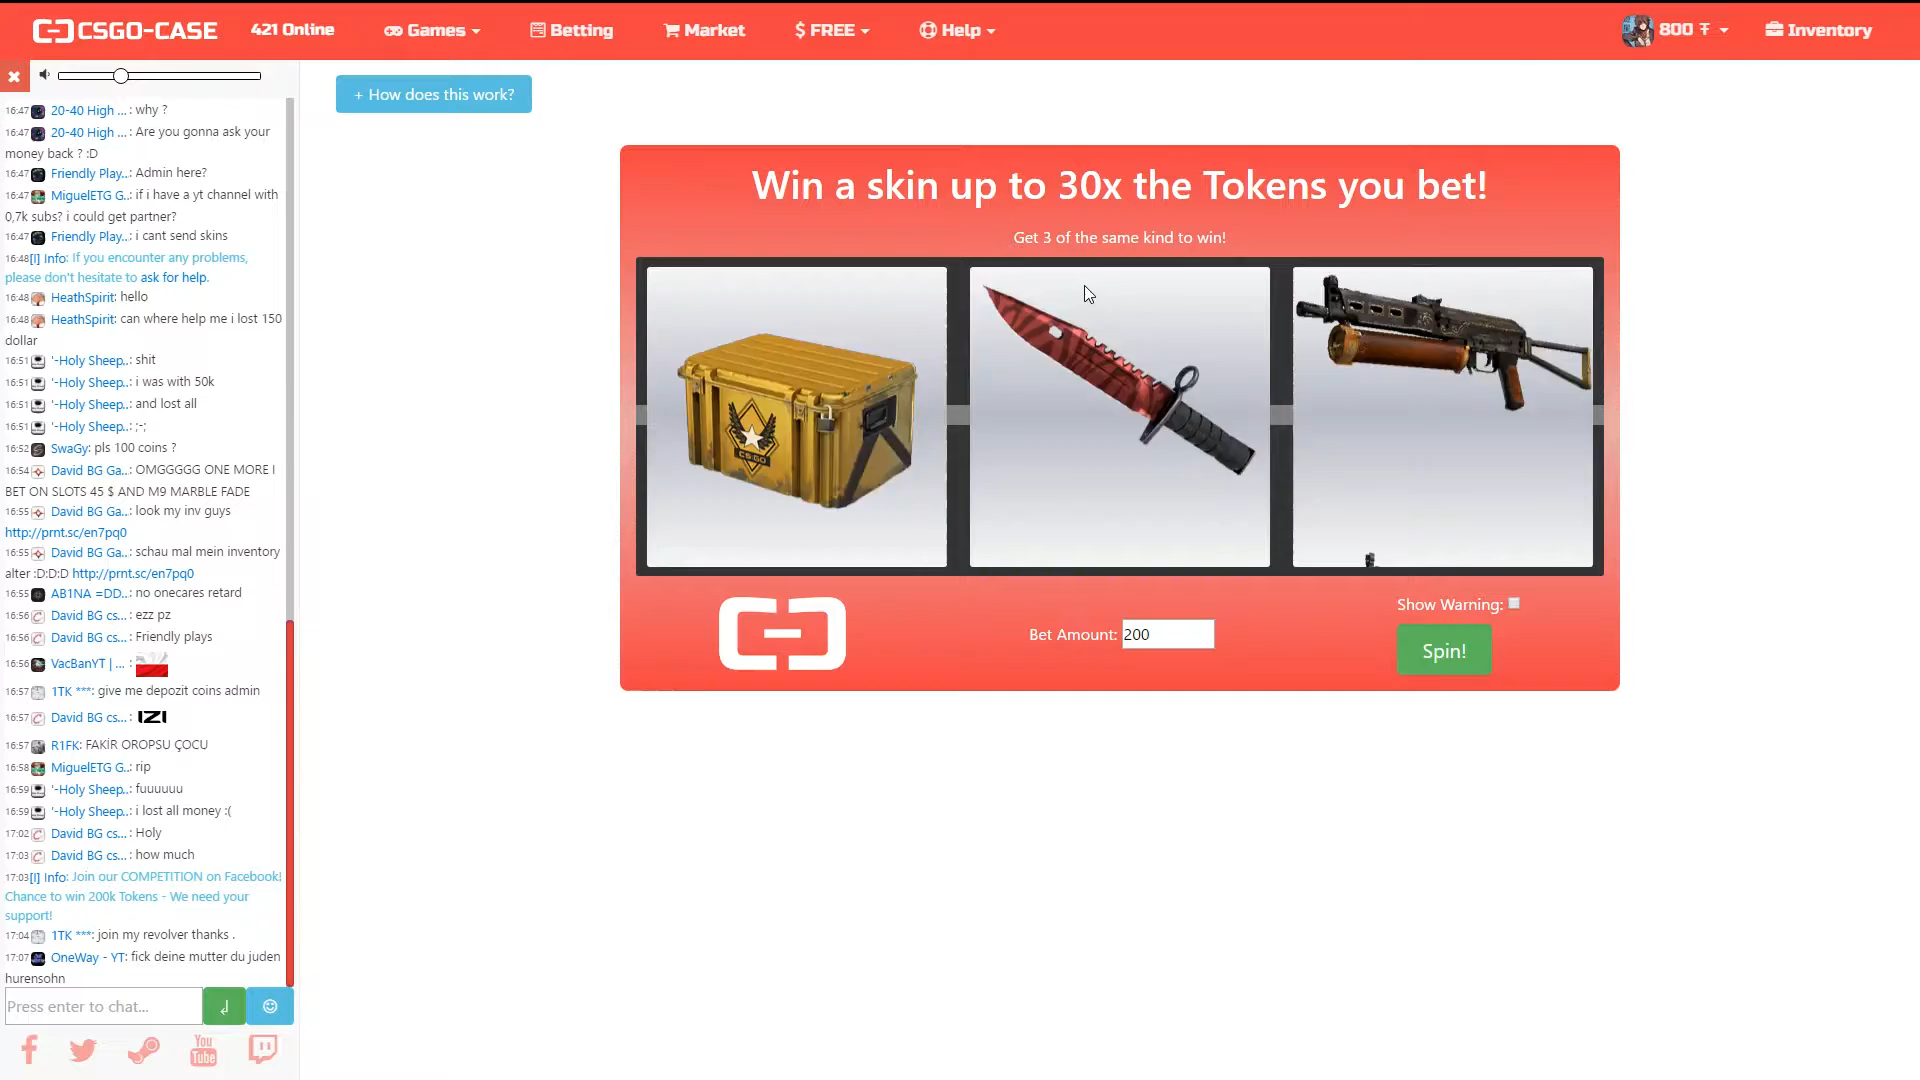 CSGO-CASE 421 Online Games Betting Market $ FREE Help 800 Ŧ Inventory
+ How does this work?
16:47 20-40 High ... : why ?
16:47 20-40 High ... : Are you gonna ask your
money back ? :D
16:47 Friendly Play..: Admin here?
16:47 MiguelETG G..: if i have a yt channel with
0,7k subs? i could get partner?
16:47 Friendly Play..: i cant send skins
16:48 [!] Info: If you encounter any problems,
please don't hesitate to ask for help.
16:48 HeathSpirit: hello
16:48 HeathSpirit: can where help me i lost 150
dollar
16:51 '-Holy Sheep..: shit
16:51 '-Holy Sheep..: i was with 50k
16:51 '-Holy Sheep..: and lost all
16:51 '-Holy Sheep..: ;-;
16:52 SwaGy: pls 100 coins ?
16:54 David BG Ga..: OMGGGGG ONE MORE I
BET ON SLOTS 45 $ AND M9 MARBLE FADE
16:55 David BG Ga..: look my inv guys
http://prnt.sc/en7pq0
16:55 David BG Ga..: schau mal mein inventory
alter :D:D:D http://prnt.sc/en7pq0
16:55 AB1NA =DD..: no onecares retard
16:56 David BG cs... : ezz pz
16:56 David BG cs... : Friendly plays
16:56 VacBanYT | ... :
16:57 1TK ***: give me depozit coins admin
16:57 David BG cs... : IZI
16:57 R1FK: FAKİR OROPSU ÇOCU
16:58 MiguelETG G..: rip
16:59 '-Holy Sheep..: fuuuuuu
16:59 '-Holy Sheep..: i lost all money :(
17:02 David BG cs... : Holy
17:03 David BG cs... : how much
17:03 [!] Info: Join our COMPETITION on Facebook!
Chance to win 200k Tokens - We need your
support!
17:04 1TK ***: join my revolver thanks .
17:07 OneWay - YT: fick deine mutter du juden
hurensohn
Press enter to chat...
You
Tube
Win a skin up to 30x the Tokens you bet!
Get 3 of the same kind to win!
CS:GO
Show Warning:
Bet Amount: 200
Spin!